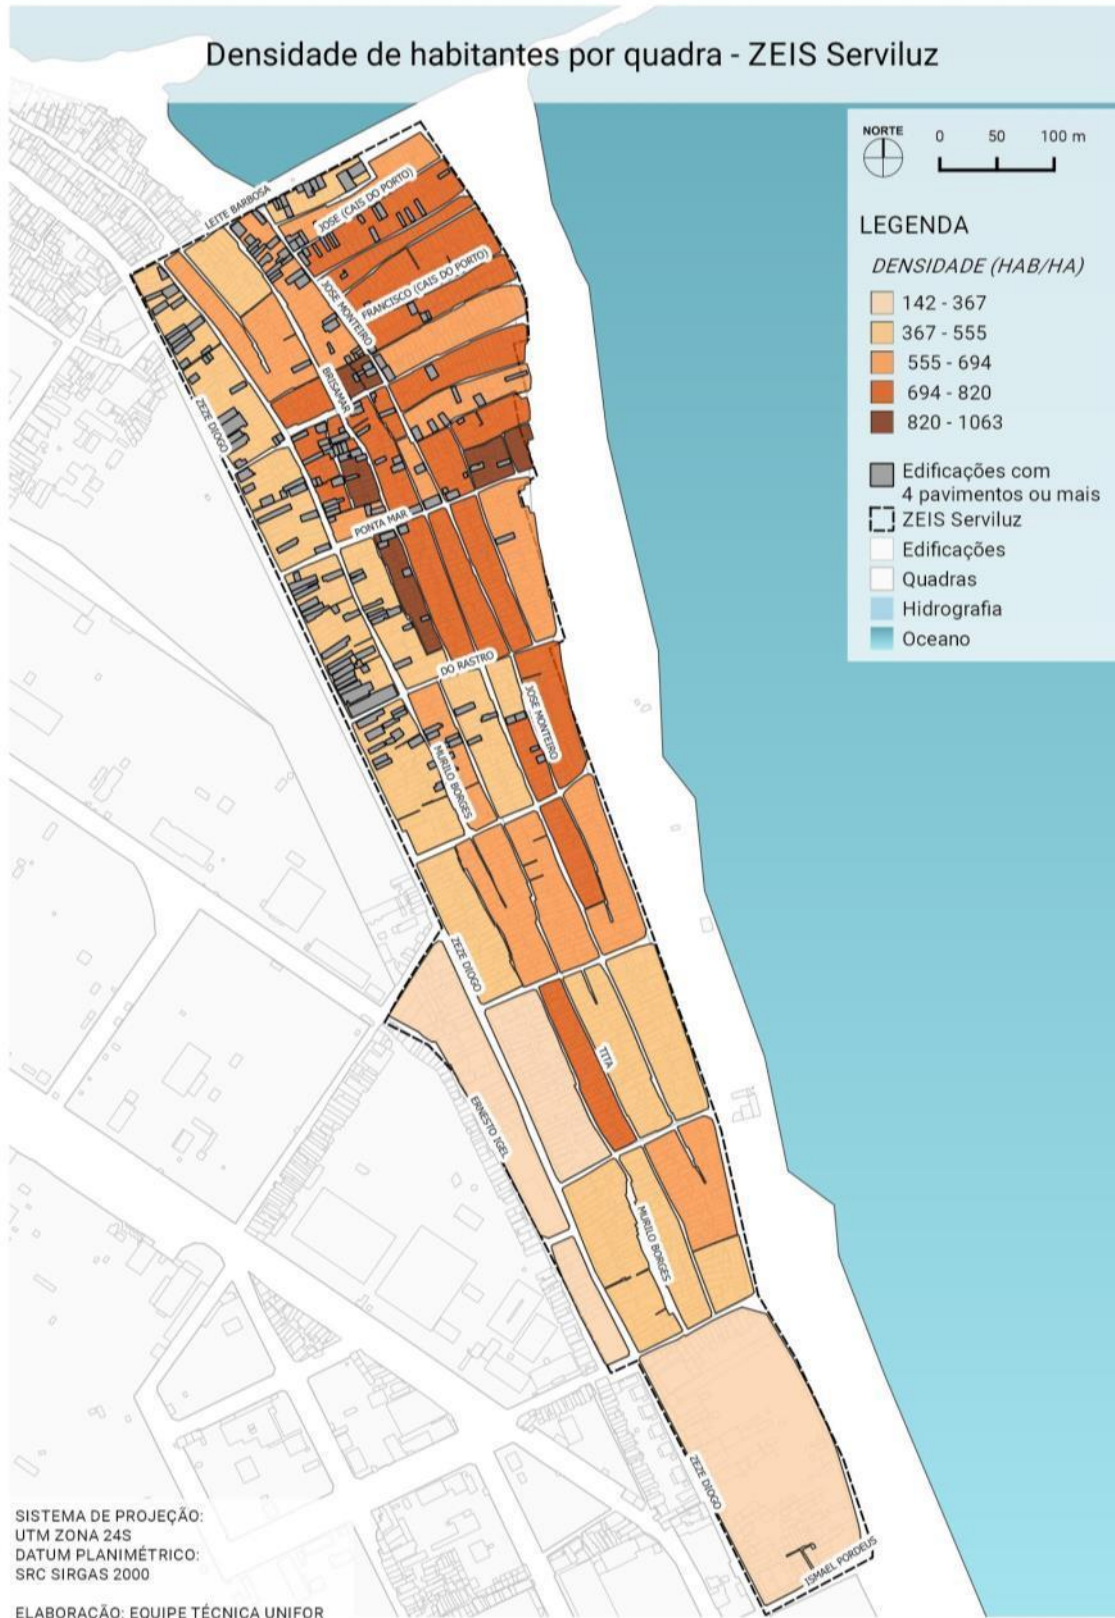 Densidade de habitantes por quadra - ZEIS Serviluz
NORTE
0 50 100 m
LEGENDA
DENSIDADE (HAB/HA)
142 - 367
367 - 555
555 - 694
694 - 820
820 - 1063
Edificações com
4 pavimentos ou mais
ZEIS Serviluz
Edificações
Quadras
Hidrografia
Oceano
LEITE BARBOSA
JOSE (CAIS DO PORTO)
JOSE MONTEIRO
FRANCISCO (CAIS DO PORTO)
BRISAMAR
ZEZE DIOGO
PONTA MAR
DO RASTRO
JOSE MONTEIRO
MURILO BORGES
ZEZE DIOGO
TITA
ERNESTO IGEL
MURILO BORGES
ZEZE DIOGO
ISMAEL PORDEUS
SISTEMA DE PROJEÇÃO:
UTM ZONA 24S
DATUM PLANIMÉTRICO:
SRC SIRGAS 2000
ELABORAÇÃO: EQUIPE TÉCNICA UNIFOR